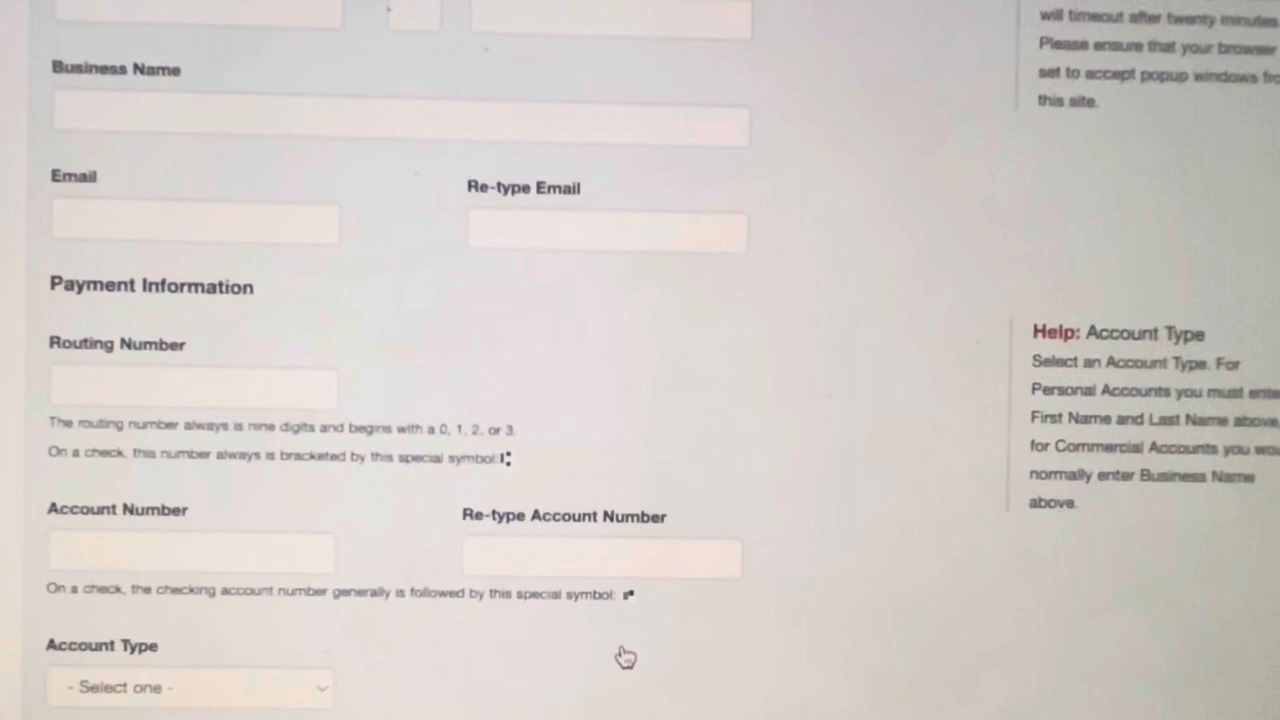 will timeout after twenty minutes
Please ensure that your browser
set to accept popup windows
this site.
Business Name
Email
Re-type Email
Payment Information
Routing Number
The routing number always is nine digits and begins with a 0, 1, 2, or 3.
On a check, this number always is bracketed by this special symbol:
Help: Account Type
Select an Account Type. For
Personal Accounts you must
First Name and Last Name above,
for Commercial Accounts you
normally enter Business Name
above.
Account Number
Re-type Account Number
On a check, the checking account number generally is followed by this special symbol:
Account Type
- Select one -